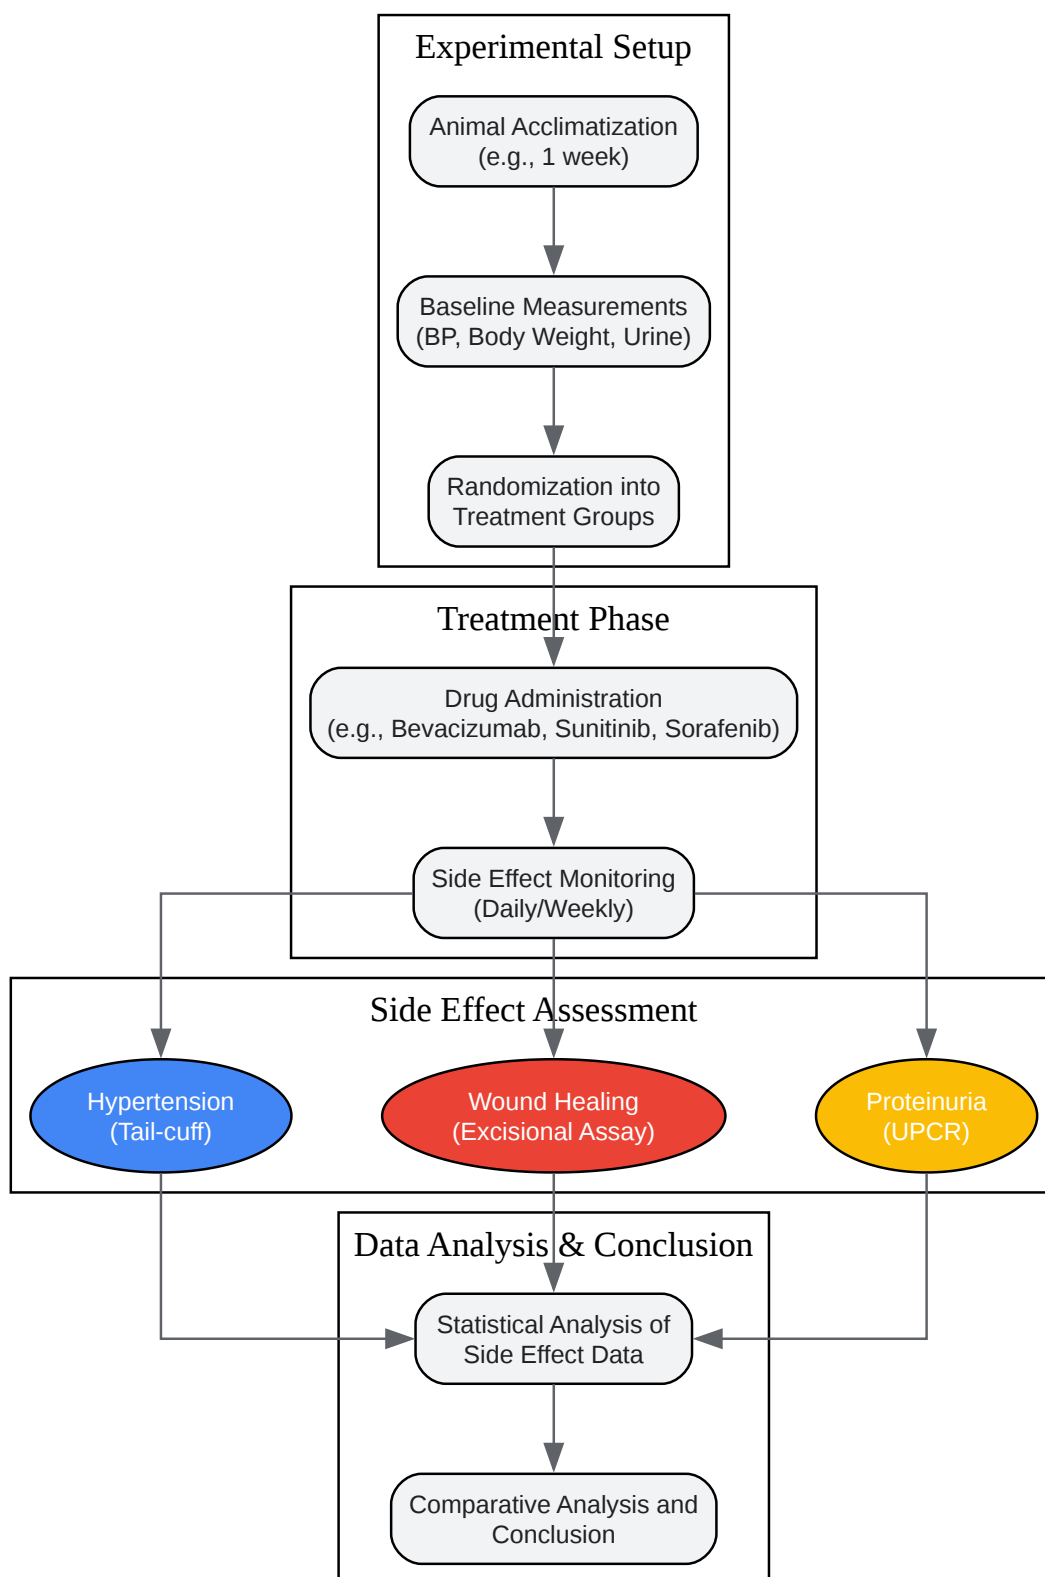 Experimental Setup
Animal Acclimatization
(e.g., 1 week)
Baseline Measurements
(BP, Body Weight, Urine)
Randomization into
Treatment Groups
Treatment Phase
Drug Administration
(e.g., Bevacizumab, Sunitinib, Sorafenib)
Side Effect Monitoring
(Daily/Weekly)
Side Effect Assessment
Hypertension
(Tail-cuff)
Wound Healing
(Excisional Assay)
Proteinuria
(UPCR)
Data Analysis & Conclusion
Statistical Analysis of
Side Effect Data
Comparative Analysis and
Conclusion